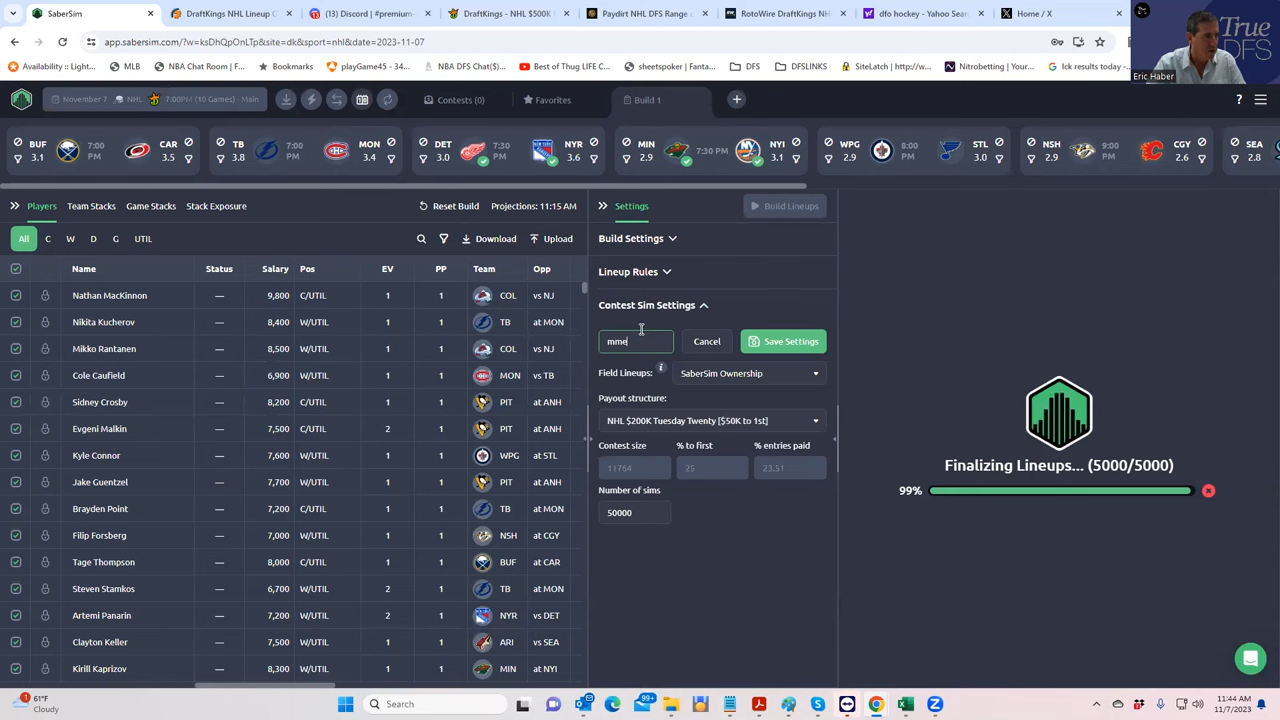 SaberSim
DraftKings NHL Lineup O
(13) Discord | #premium-
DraftKings - NHL $500K F
Paydirt NHL DFS Range c
RotoWire DraftKings NH
dfo hockey - Yahoo Sear
Home / X
app.sabersim.com/?w=ksDhQpOnLTp&site=dk&sport=nhl&date=2023-11-07
Availability :: Light...
MLB
NBA Chat Room | F...
playGame45 - 34...
NBA DFS Chat($)
Best of Thug LIFE C...
sheetspoker | Fanta...
DFS
DFSLINKS
SiteLatch | http://w...
Nitrobetting | Your...
lck results today -...
True
DFS
Eric Haber
November 7
NHL
7:00PM (10 Games) - Main
Contests (0)
Favorites
Build 1
BUF 3.1 7:00 PM CAR 3.5
TB 3.8 7:00 PM MON 3.4
DET 3.0 7:30 PM NYR 3.6
MIN 2.9 7:30 PM NYI 3.1
WPG 2.9 8:00 PM STL 3.0
NSH 2.9 9:00 PM CGY 2.6
SEA 2.8
Players Team Stacks Game Stacks Stack Exposure Reset Build Projections: 11:15 AM
All C W D G UTIL Download Upload
Name Status Salary Pos EV PP Team Opp
Nathan MacKinnon — 9,800 C/UTIL 1 1 COL vs NJ
Nikita Kucherov — 8,400 W/UTIL 1 1 TB at MON
Mikko Rantanen — 8,500 W/UTIL 1 1 COL vs NJ
Cole Caufield — 6,900 W/UTIL 1 1 MON vs TB
Sidney Crosby — 8,200 C/UTIL 1 1 PIT at ANH
Evgeni Malkin — 7,500 C/UTIL 2 1 PIT at ANH
Kyle Connor — 7,600 W/UTIL 1 1 WPG at STL
Jake Guentzel — 7,700 W/UTIL 1 1 PIT at ANH
Brayden Point — 7,200 C/UTIL 1 1 TB at MON
Filip Forsberg — 7,000 W/UTIL 1 1 NSH at CGY
Tage Thompson — 8,000 C/UTIL 1 1 BUF at CAR
Steven Stamkos — 6,700 W/UTIL 2 1 TB at MON
Artemi Panarin — 7,200 W/UTIL 2 1 NYR vs DET
Clayton Keller — 7,500 W/UTIL 1 1 ARI vs SEA
Kirill Kaprizov — 8,300 W/UTIL 1 1 MIN at NYI
Settings
Build Lineups
Build Settings
Lineup Rules
Contest Sim Settings
mme
Cancel
Save Settings
Field Lineups: i SaberSim Ownership
Payout structure:
NHL $200K Tuesday Twenty [$50K to 1st]
Contest size % to first % entries paid
11764 25 23.51
Number of sims
50000
Finalizing Lineups... (5000/5000)
99%
61°F
Cloudy
Search
99+
11:44 AM
11/7/2023